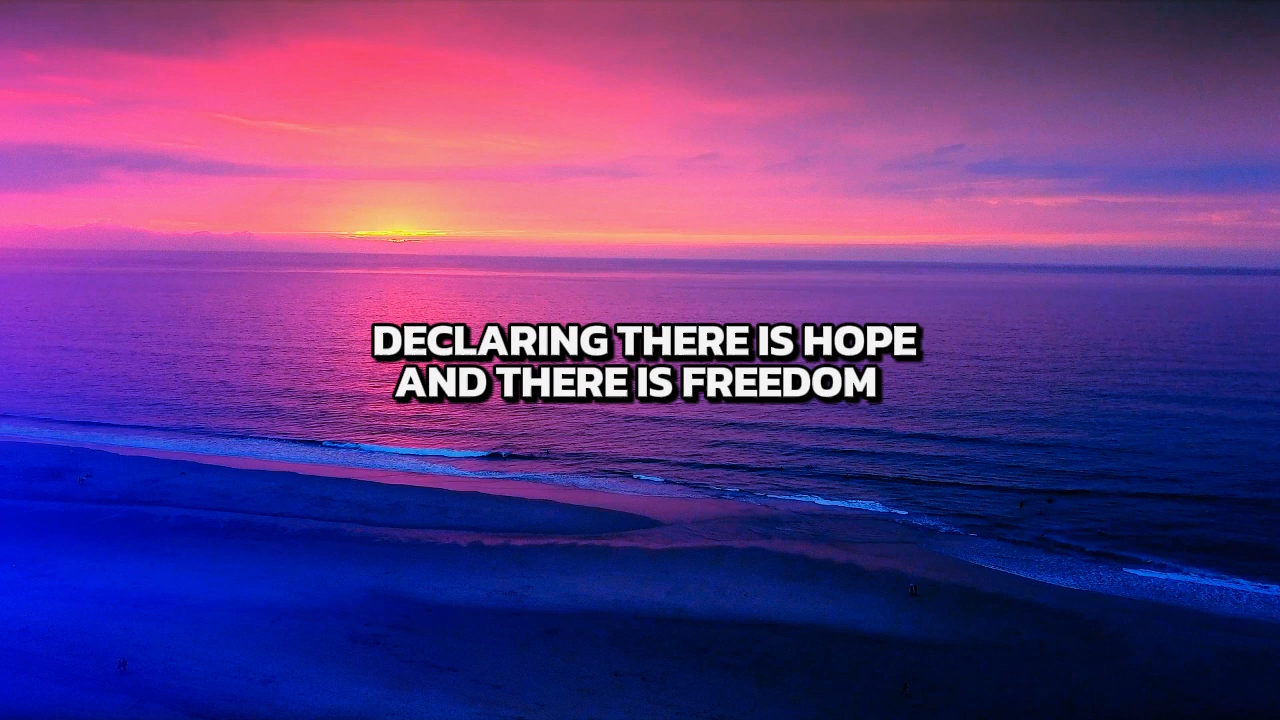 DECLARING THERE IS HOPE
AND THERE IS FREEDOM